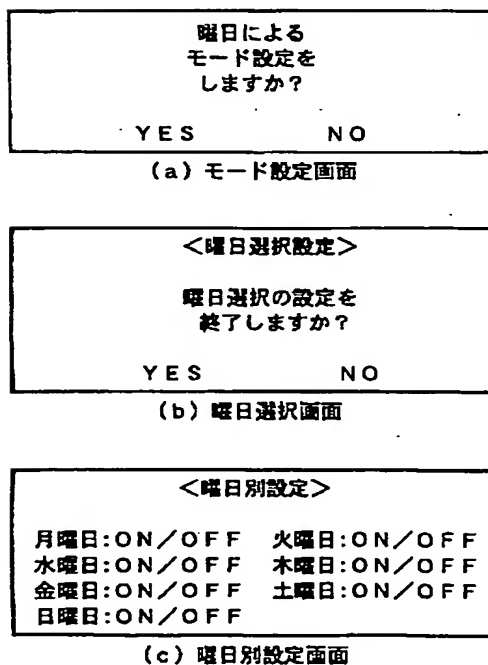 曜日による
モード設定を
しますか？
YES NO
(a) モード設定画面
<曜日選択設定>
曜日選択の設定を
終了しますか？
YES NO
(b) 曜日選択画面
<曜日別設定>
月曜日:ON／OFF 火曜日:ON／OFF
水曜日:ON／OFF 木曜日:ON／OFF
金曜日:ON／OFF 土曜日:ON／OFF
日曜日:ON／OFF
(c) 曜日別設定画面